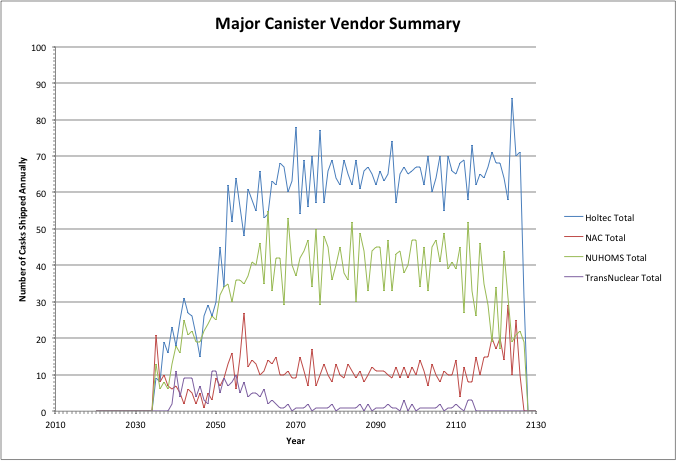 Major Canister Vendor Summary
100
90
80
70
60
50
40
30
20
10
0
Number of Casks Shipped Annually
2010 2030 2050 2070 2090 2110 2130
Year
Holtec Total
NAC Total
NUHOMS Total
TransNuclear Total